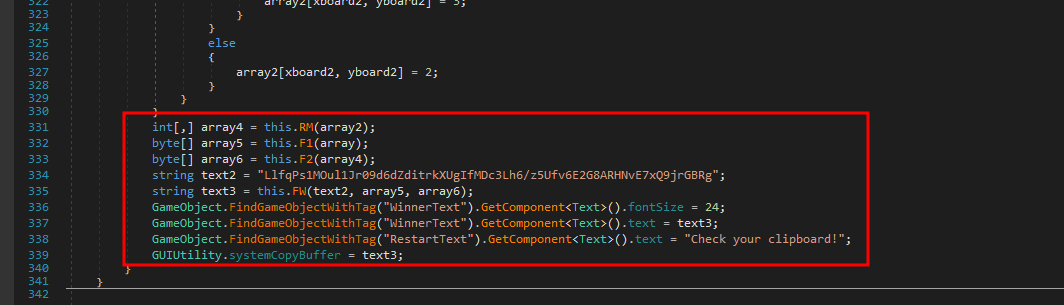 322 array2[xboard2, yboard2] = 3;
323 }
324 }
325 else
326 {
327 array2[xboard2, yboard2] = 2;
328 }
329 }
330 }
331 int[,] array4 = this.RM(array2);
332 byte[] array5 = this.F1(array);
333 byte[] array6 = this.F2(array4);
334 string text2 = "LlfqPs1MOul1Jr09d6dZditrkXUgIfMDc3Lh6/z5Ufv6E2G8ARHNvE7xQ9jrGBRg";
335 string text3 = this.FW(text2, array5, array6);
336 GameObject.FindGameObjectWithTag("WinnerText").GetComponent<Text>().fontSize = 24;
337 GameObject.FindGameObjectWithTag("WinnerText").GetComponent<Text>().text = text3;
338 GameObject.FindGameObjectWithTag("RestartText").GetComponent<Text>().text = "Check your clipboard!";
339 GUIUtility.systemCopyBuffer = text3;
340 }
341 }
342